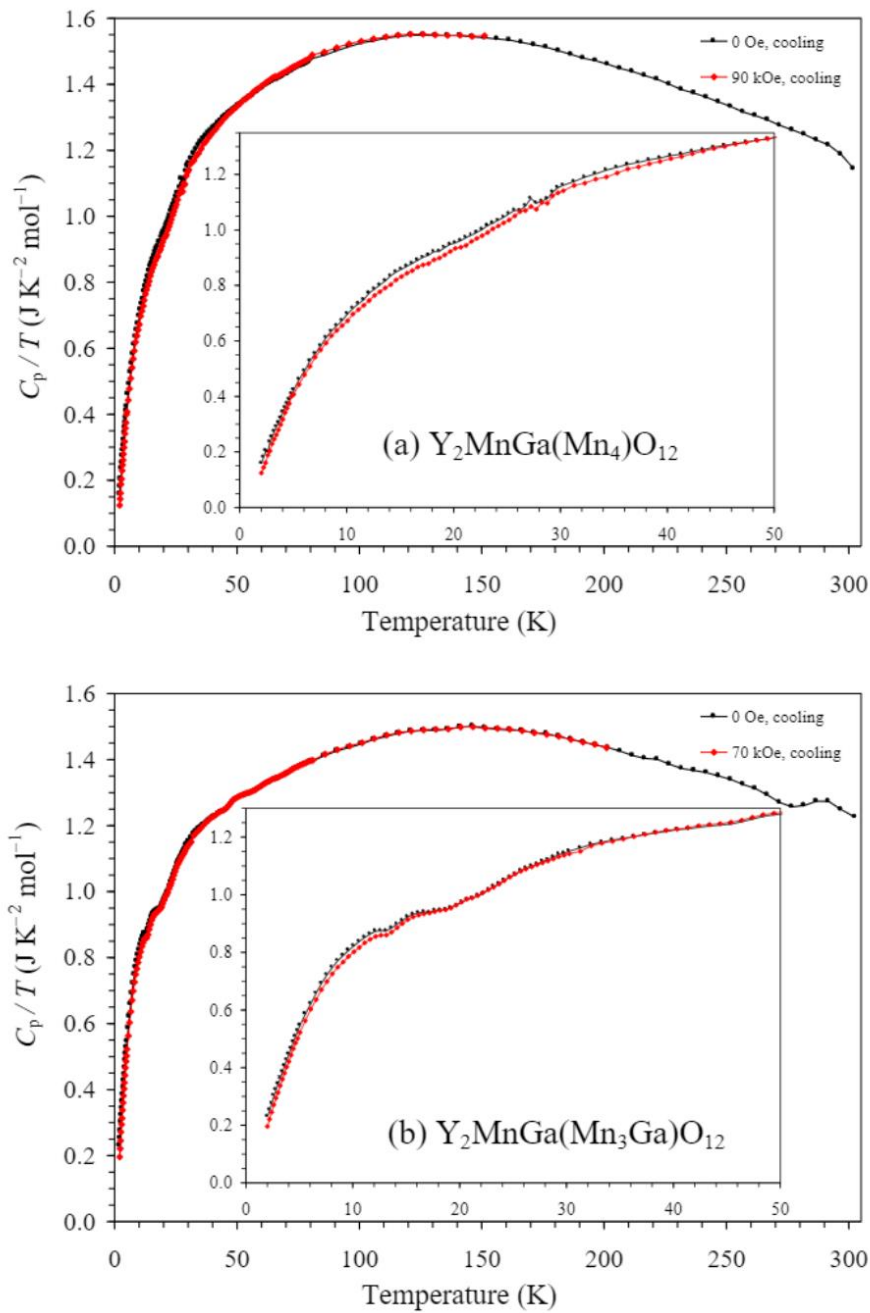 1.6
1.4
1.2
1.0
0.8
0.6
0.4
0.2
0.0
C_p / T (J K⁻² mol⁻¹)
0 Oe, cooling
90 kOe, cooling
1.2
1.0
0.8
0.6
0.4
0.2
0.0
(a) Y₂MnGa(Mn₄)O₁₂
0 10 20 30 40 50
0 50 100 150 200 250 300
Temperature (K)
1.6
1.4
1.2
1.0
0.8
0.6
0.4
0.2
0.0
C_p / T (J K⁻² mol⁻¹)
0 Oe, cooling
70 kOe, cooling
1.2
1.0
0.8
0.6
0.4
0.2
0.0
(b) Y₂MnGa(Mn₃Ga)O₁₂
0 10 20 30 40 50
0 50 100 150 200 250 300
Temperature (K)